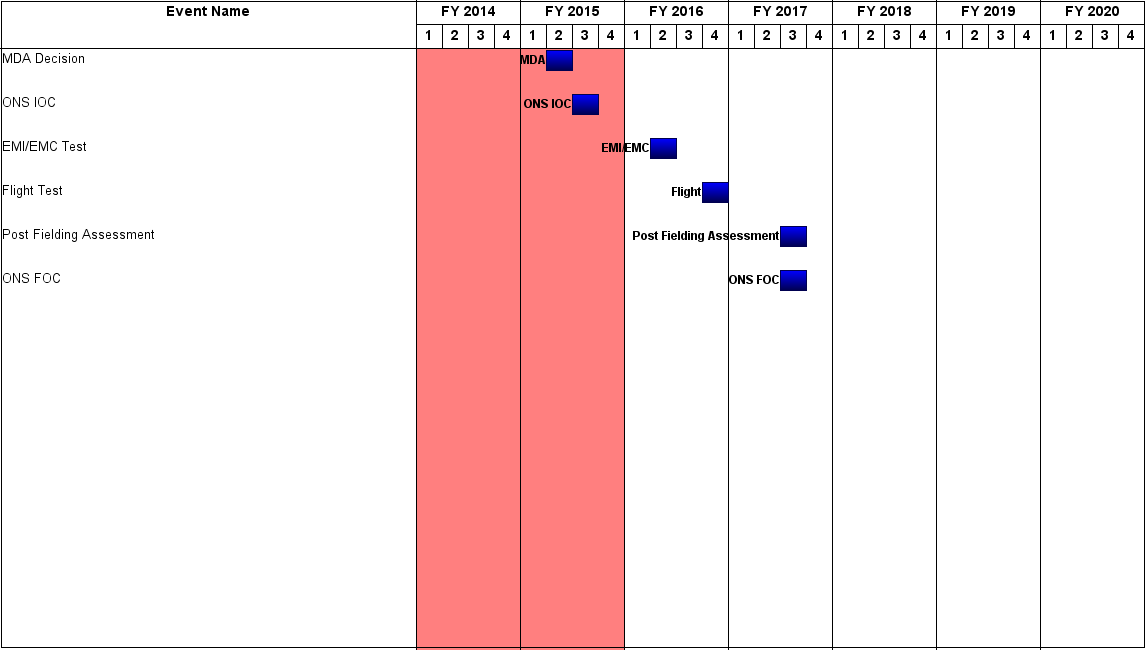 Event Name FY 2014 FY 2015 FY 2016 FY 2017 FY 2018 FY 2019 FY 2020
1 2 3 4 1 2 3 4 1 2 3 4 1 2 3 4 1 2 3 4 1 2 3 4 1 2 3 4
MDA Decision MDA
ONS IOC ONS IOC
EMI/EMC Test EMI/EMC
Flight Test Flight
Post Fielding Assessment Post Fielding Assessment
ONS FOC ONS FOC